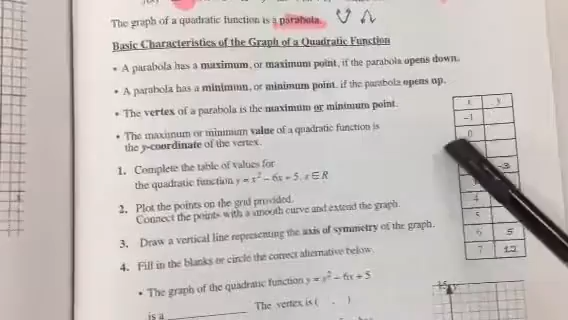 The graph of a quadratic function is a parabola.
Basic Characteristics of the Graph of a Quadratic Function
• A parabola has a maximum, or maximum point, if the parabola opens down.
• A parabola has a minimum, or minimum point, if the parabola opens up.
• The vertex of a parabola is the maximum or minimum point.
• The maximum or minimum value of a quadratic function is
the y-coordinate of the vertex.
1. Complete the table of values for
the quadratic function y = x² − 6x + 5, x ∈ R
2. Plot the points on the grid provided.
Connect the points with a smooth curve and extend the graph.
3. Draw a vertical line representing the axis of symmetry of the graph.
4. Fill in the blanks or circle the correct alternative below.
• The graph of the quadratic function y = x² − 6x + 5
is a ____________ The vertex is ( , )
x y
-1
0
-3
4
5
6 5
7 12